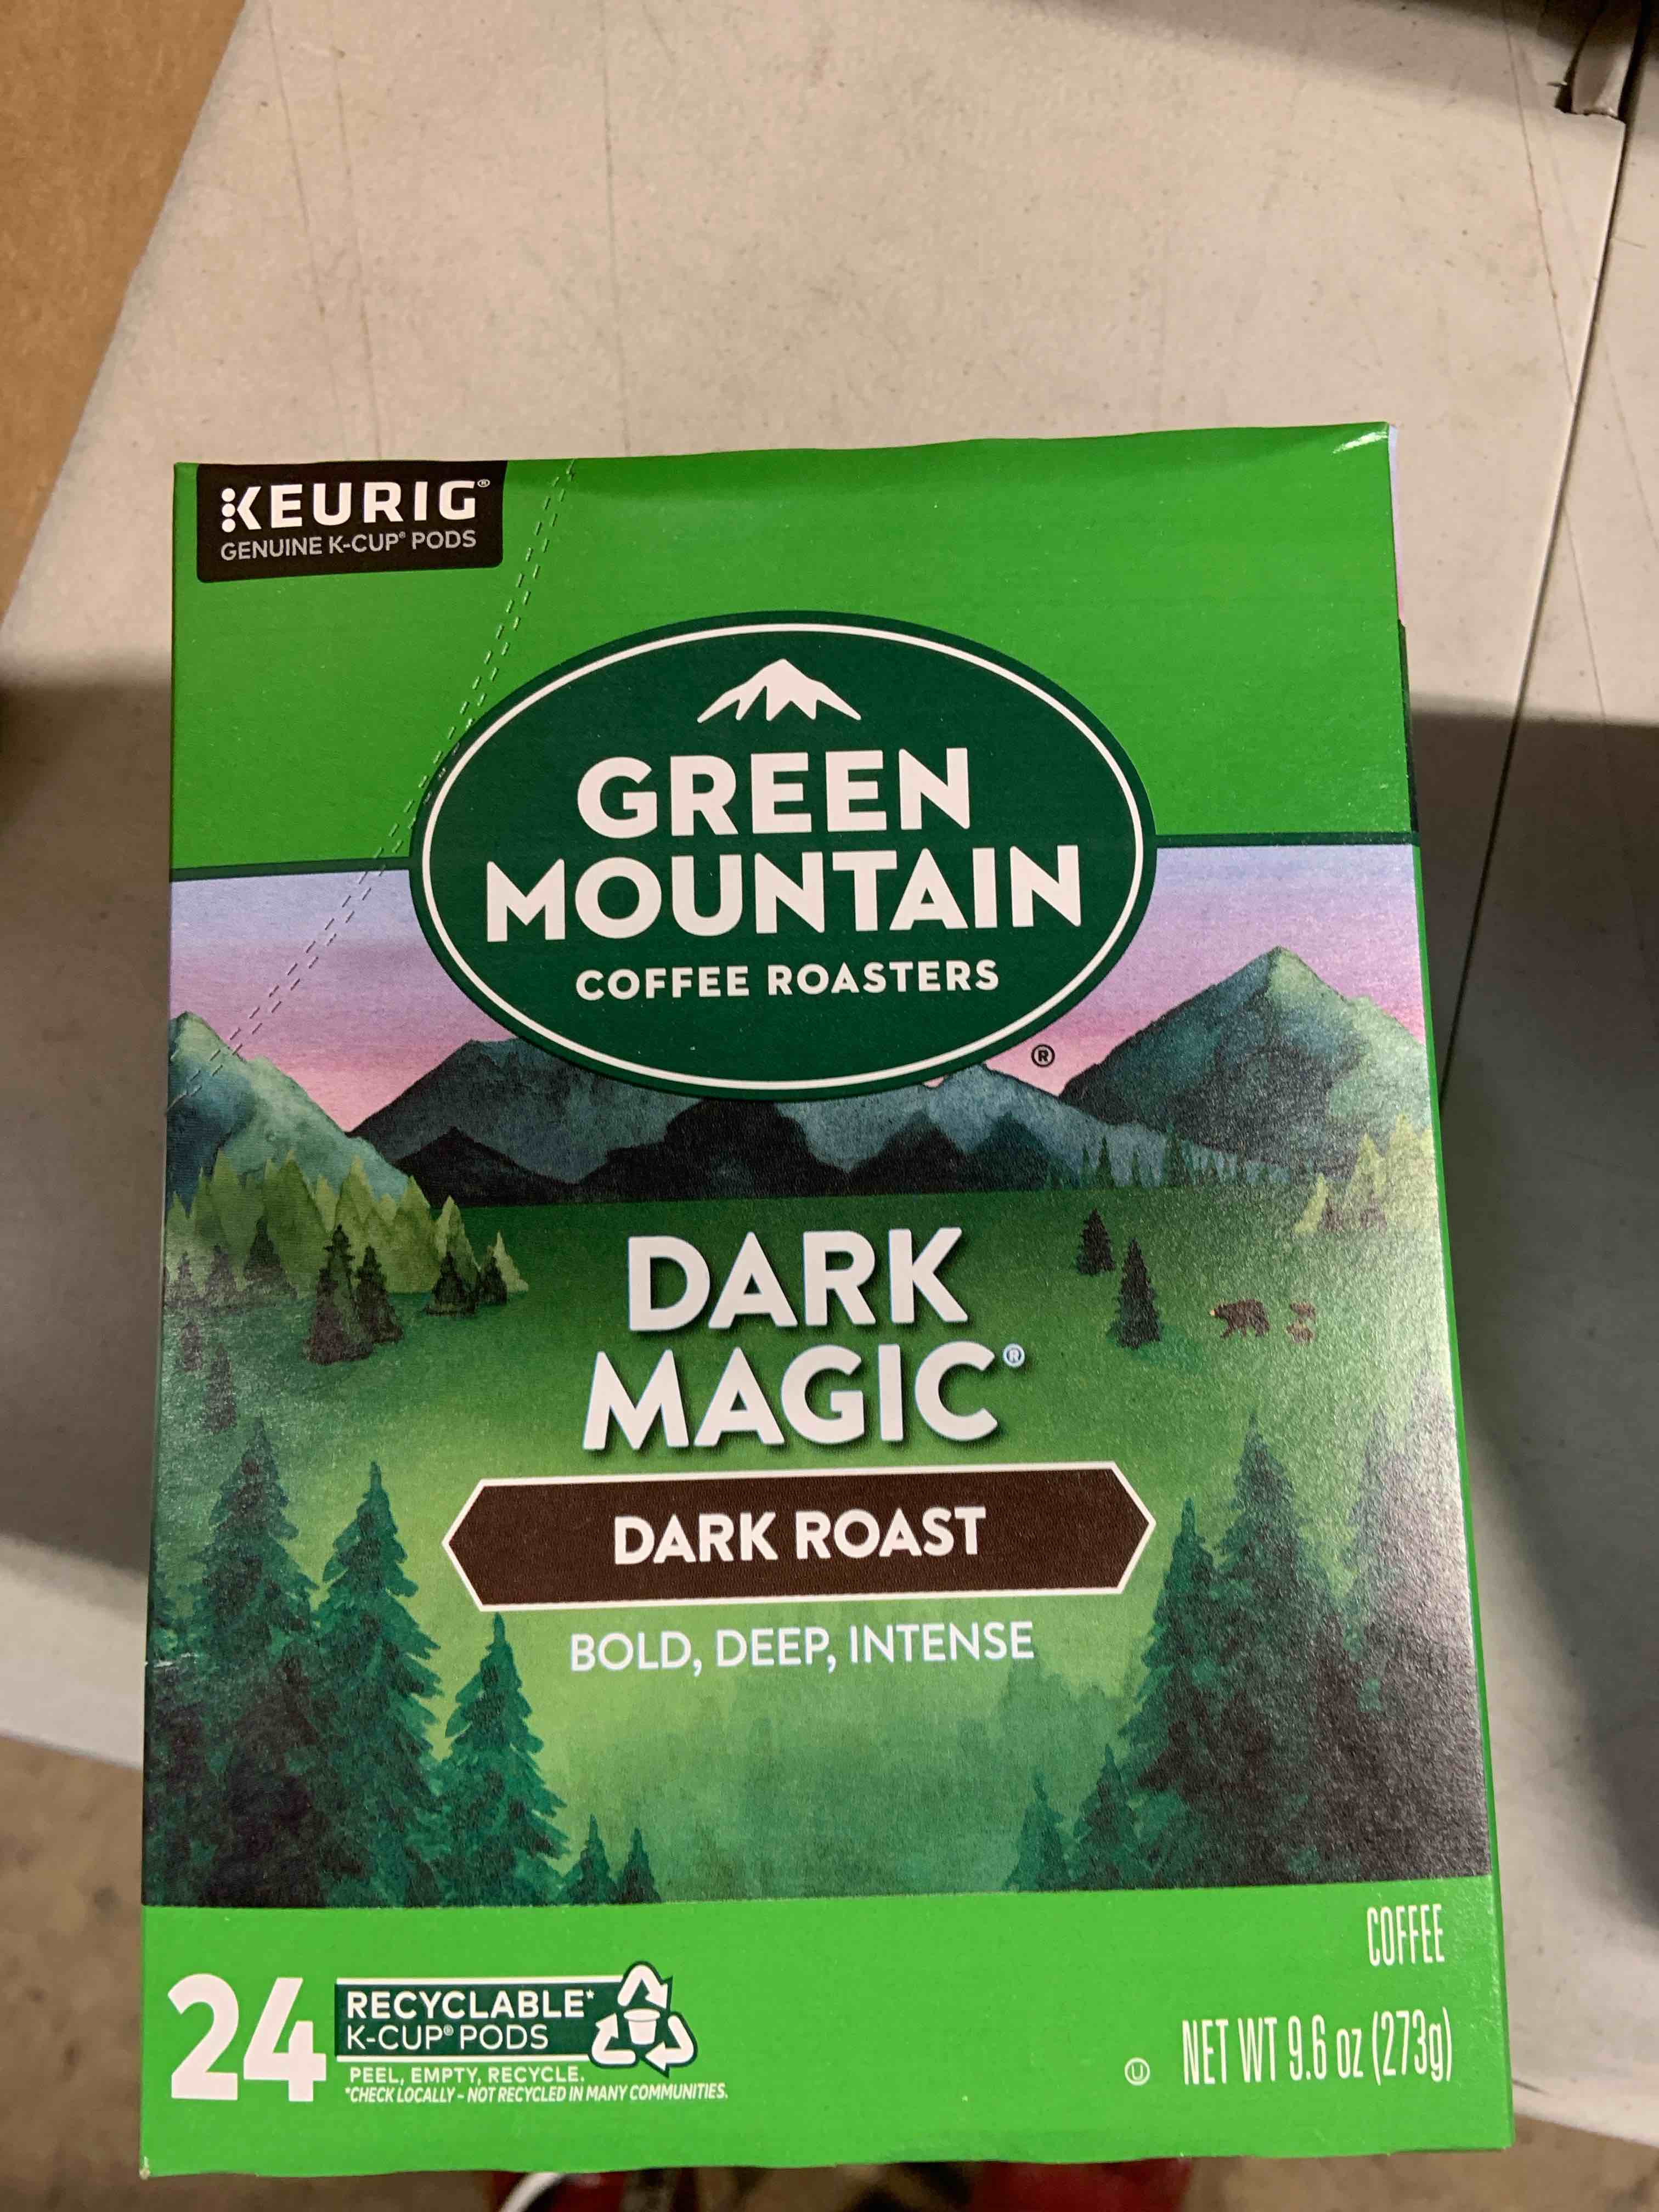 KEURIG®
GENUINE K-CUP® PODS
GREEN
MOUNTAIN
COFFEE ROASTERS
®
DARK
MAGIC®
DARK ROAST
BOLD, DEEP, INTENSE
COFFEE
24
RECYCLABLE*
K-CUP® PODS
PEEL, EMPTY, RECYCLE.
*CHECK LOCALLY – NOT RECYCLED IN MANY COMMUNITIES.
U
NET WT 9.6 oz (273g)